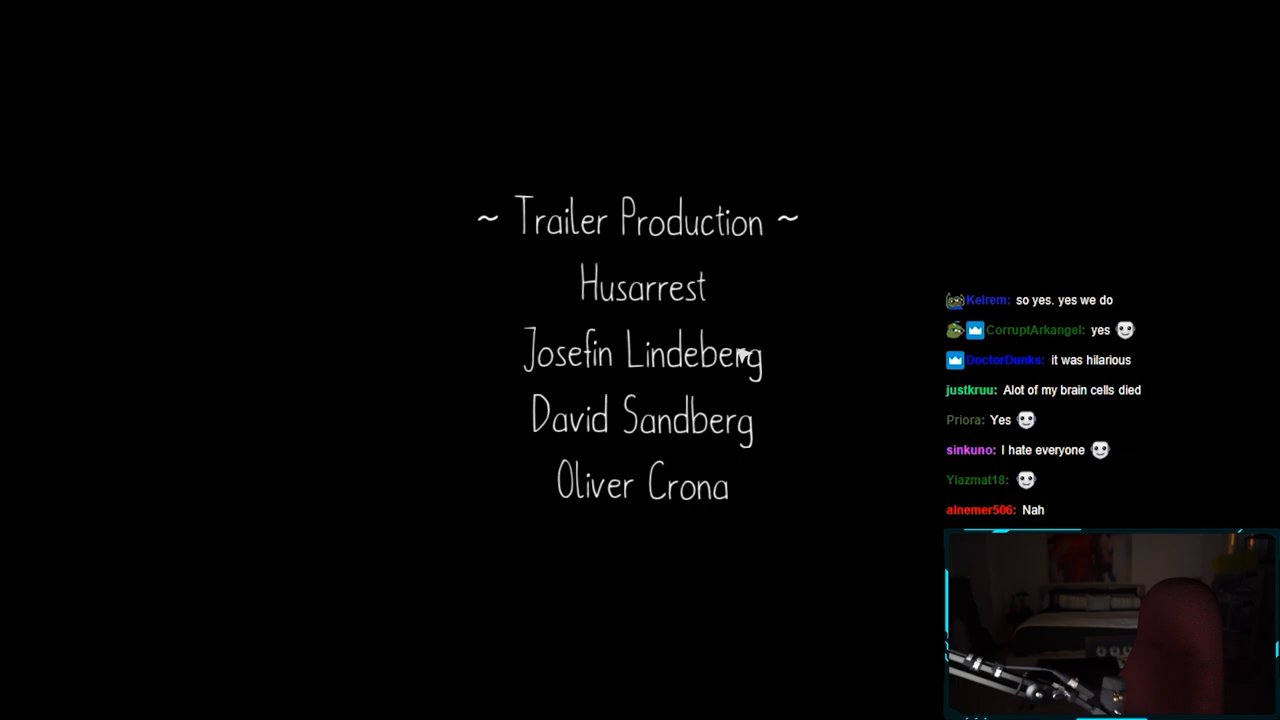 ~ Trailer Production ~
Husarrest
Josefin Lindeberg
David Sandberg
Oliver Crona
Kelrem: so yes. yes we do
CorruptArkangel: yes
DoctorDunks: it was hilarious
justkruu: Alot of my brain cells died
Priora: Yes
sinkuno: I hate everyone
Yiazmat18:
alnemer506: Nah